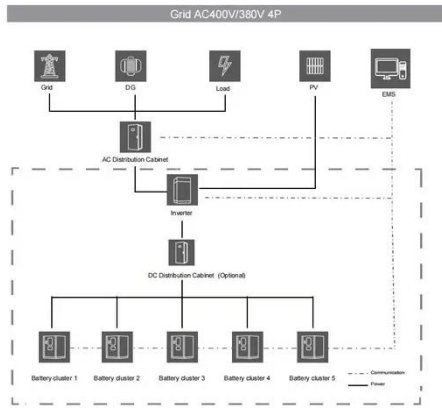 Grid AC400V/380V 4P
Grid
DG
Load
PV
EMS
AC Distribution Cabinet
Inverter
DC Distribution Cabinet (Optional)
Battery cluster 1
Battery cluster 2
Battery cluster 3
Battery cluster 4
Battery cluster 5
Communication
Power